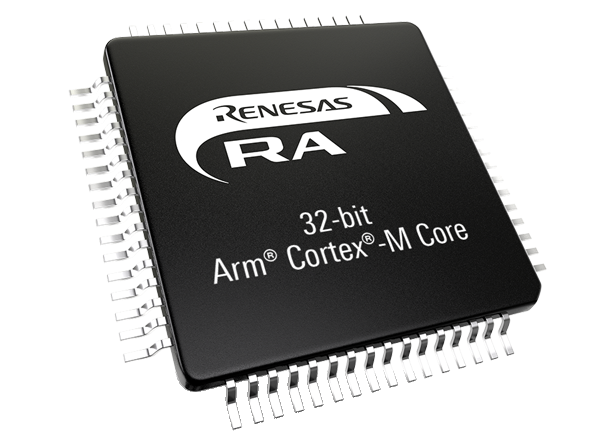 RENESAS
RA
32-bit
Arm® Cortex®-M Core